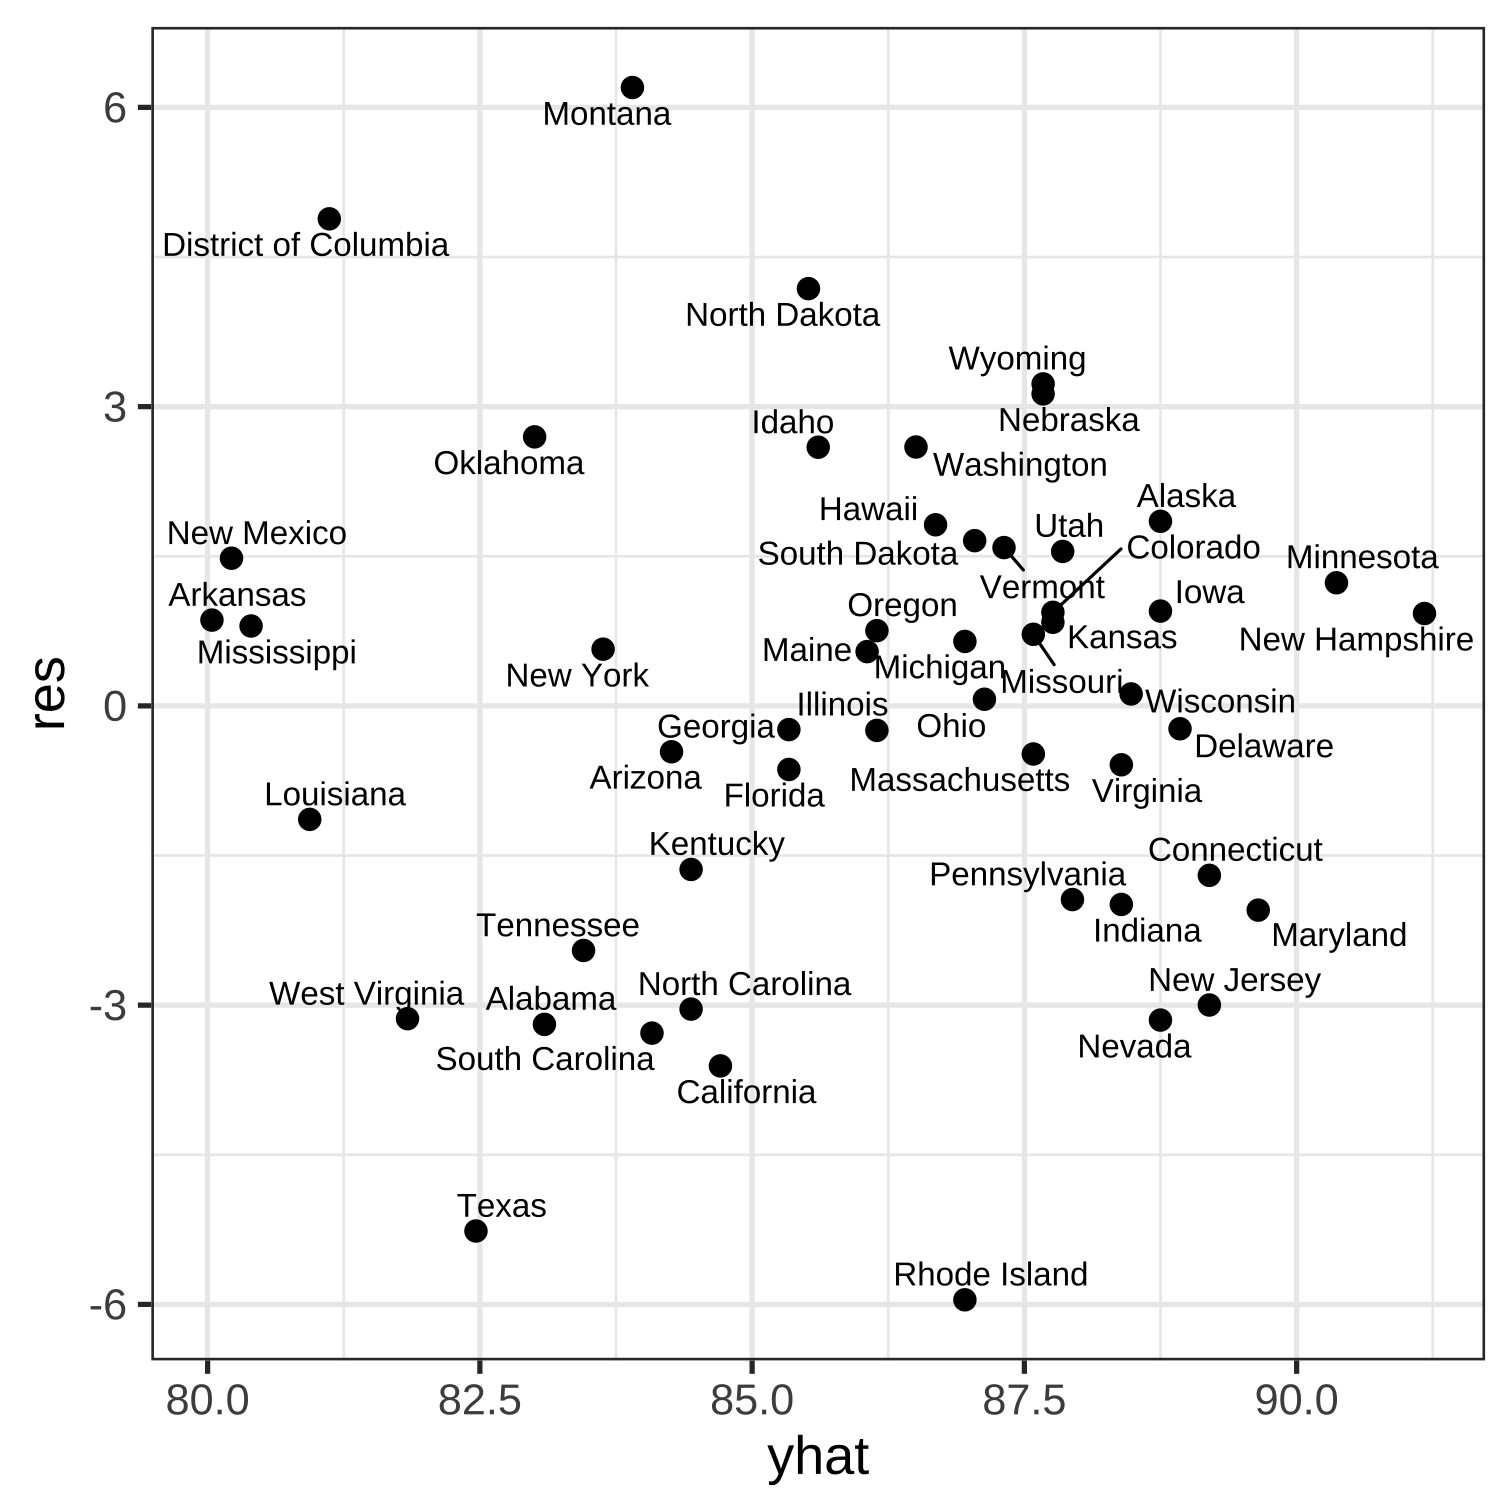 6
Montana
District of Columbia
North Dakota
Wyoming
3
Nebraska
Idaho
Oklahoma
Washington
Alaska
Hawaii
Utah
New Mexico
South Dakota
Colorado
Minnesota
Vermont
Arkansas
Iowa
Oregon
Kansas
New Hampshire
Mississippi
Maine
Michigan
New York
Missouri
res
0
Illinois
Wisconsin
Georgia
Ohio
Delaware
Arizona
Massachusetts
Louisiana
Florida
Virginia
Kentucky
Connecticut
Pennsylvania
Tennessee
Indiana
Maryland
North Carolina
New Jersey
West Virginia
Alabama
-3
South Carolina
Nevada
California
Texas
Rhode Island
-6
80.0 82.5 85.0 87.5 90.0
yhat